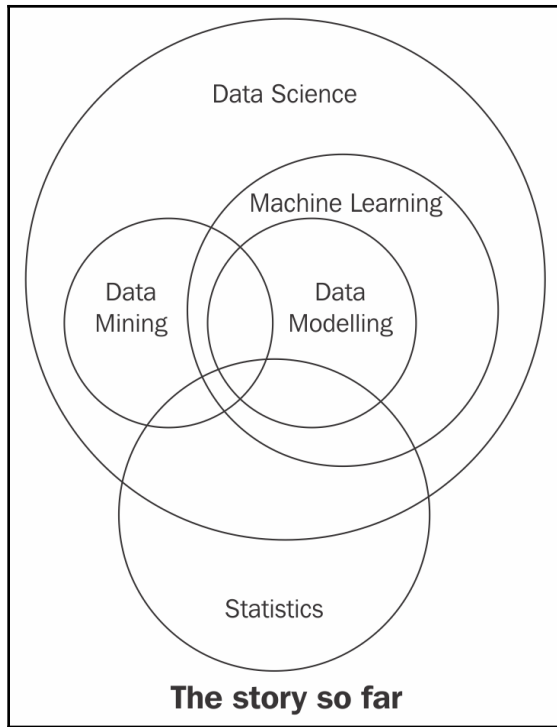 Data Science
Machine Learning
Data
Mining
Data
Modelling
Statistics
The story so far